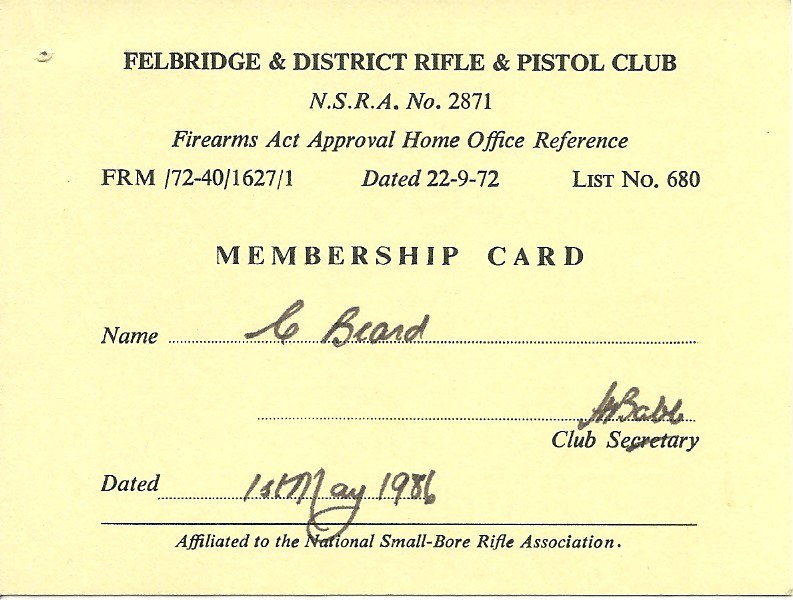 FELBRIDGE & DISTRICT RIFLE & PISTOL CLUB
N.S.R.A. No. 2871
Firearms Act Approval Home Office Reference
FRM /72-40/1627/1 Dated 22-9-72 LIST NO. 680
MEMBERSHIP CARD
Name C Beard
Babb
Club Secretary
Dated 1st May 1986
Affiliated to the National Small-Bore Rifle Association.